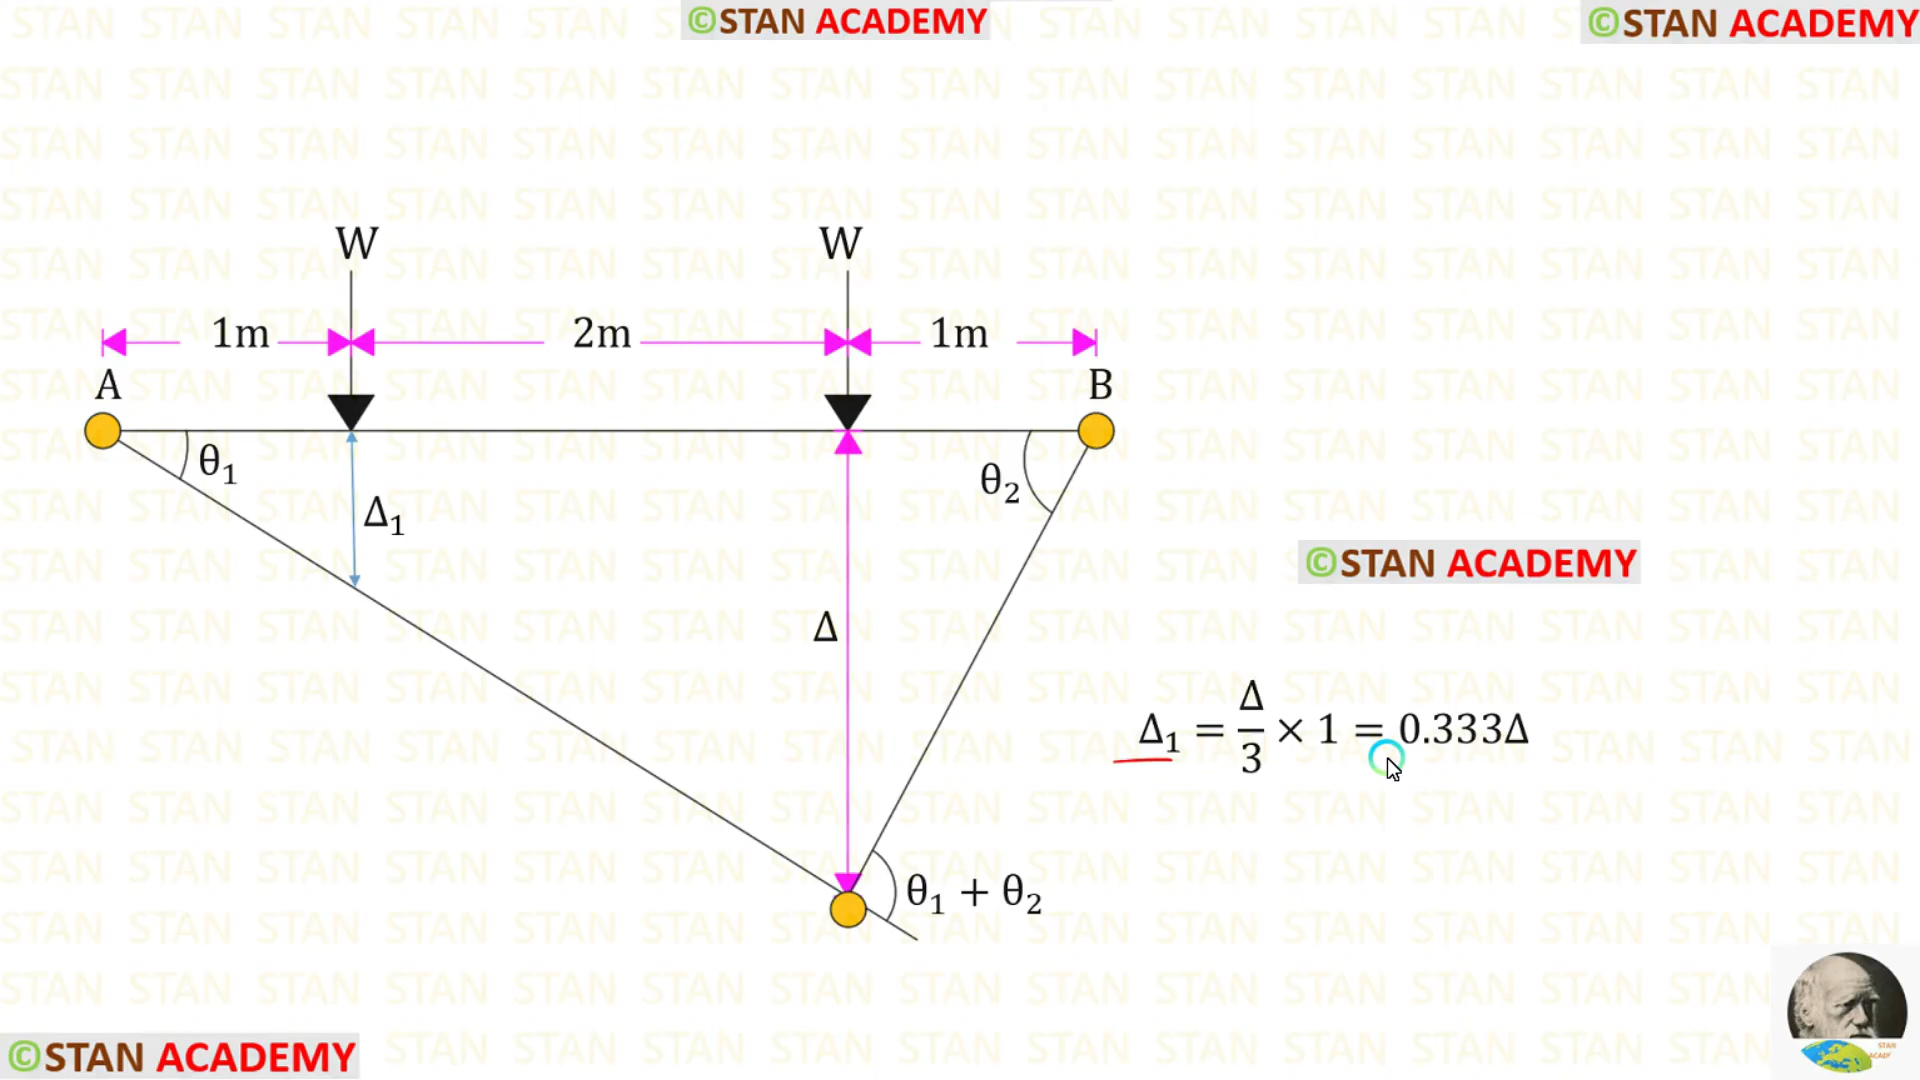 ©STAN ACADEMY
©STAN ACADEMY
W W
1m 2m 1m
A B
θ₁ θ₂
Δ₁
©STAN ACADEMY
Δ
Δ₁ = Δ/3 × 1 = 0.333Δ
θ₁ + θ₂
©STAN ACADEMY
STAN